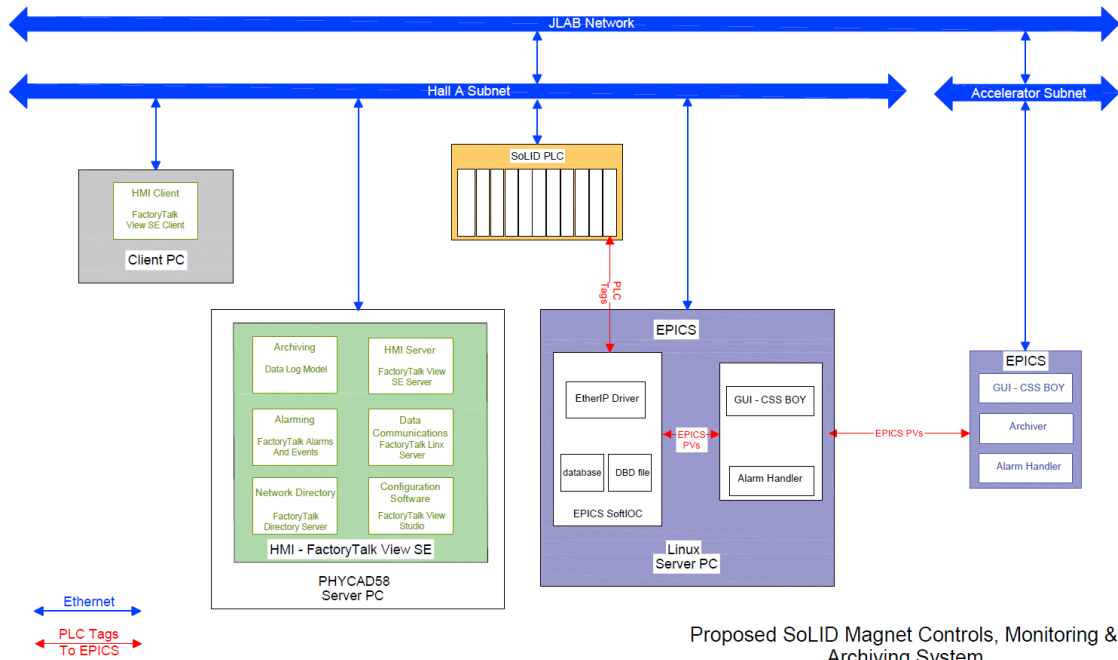 JLAB Network
Hall A Subnet
Accelerator Subnet
SoLID PLC
HMI Client
FactoryTalk
View SE Client
Client PC
PLC
Tags
Archiving
Data Log Model
HMI Server
FactoryTalk View
SE Server
Alarming
FactoryTalk Alarms
And Events
Data
Communications
FactoryTalk Linx
Server
Network Directory
FactoryTalk
Directory Server
Configuration
Software
FactoryTalk View
Studio
HMI - FactoryTalk View SE
PHYCAD58
Server PC
EPICS
EtherIP Driver
database
DBD file
EPICS SoftIOC
EPICS
PVs
GUI - CSS BOY
Alarm Handler
Linux
Server PC
EPICS PVs
EPICS
GUI - CSS BOY
Archiver
Alarm Handler
Ethernet
PLC Tags
To EPICS
Proposed SoLID Magnet Controls, Monitoring &
Archiving System